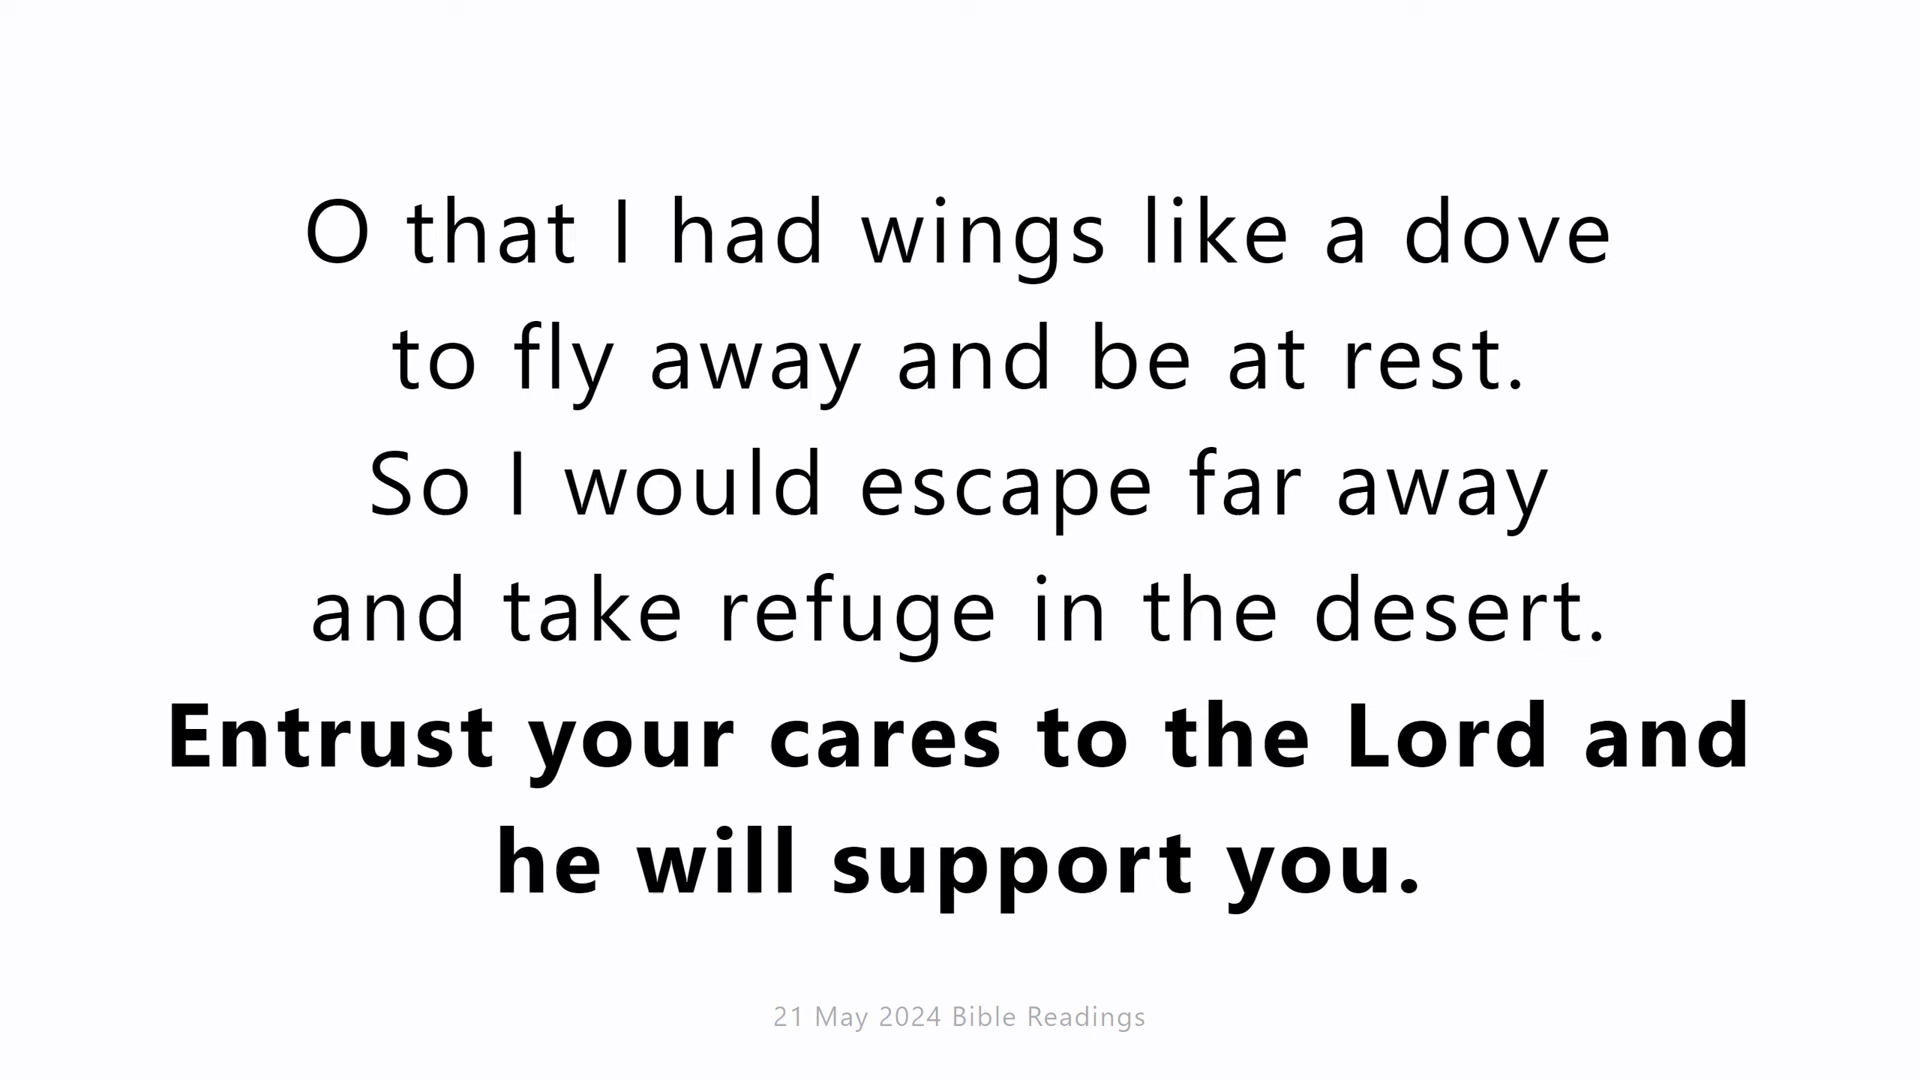 O that I had wings like a dove
to fly away and be at rest.
So I would escape far away
and take refuge in the desert.
Entrust your cares to the Lord and
he will support you.
21 May 2024 Bible Readings